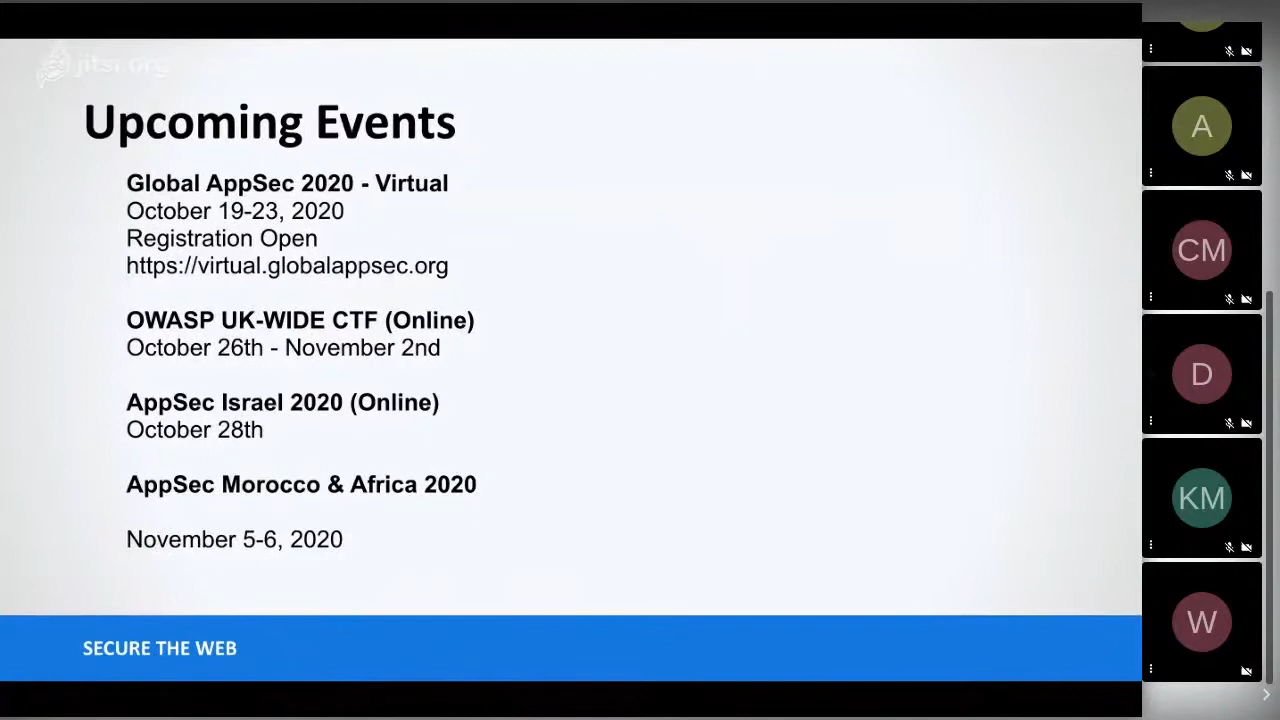 jitsi.org
Upcoming Events
Global AppSec 2020 - Virtual
October 19-23, 2020
Registration Open
https://virtual.globalappsec.org
OWASP UK-WIDE CTF (Online)
October 26th - November 2nd
AppSec Israel 2020 (Online)
October 28th
AppSec Morocco & Africa 2020
November 5-6, 2020
SECURE THE WEB
A
CM
D
KM
W